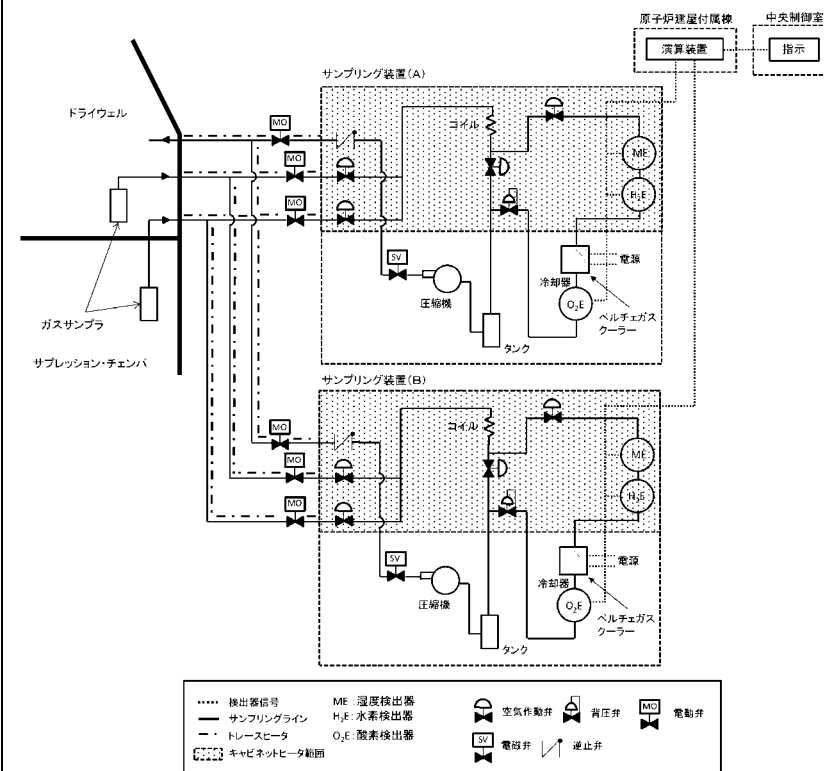 原子炉建屋付属棟
中央制御室
演算装置
指示
サンプリング装置(A)
ドライウェル
MO
コイル
MO
ME
MO
H₂E
SV
電源
冷却器
圧縮機
O₂E
ペルチェガス
クーラー
ガスサンプラ
タンク
サプレッション・チェンバ
サンプリング装置(B)
MO
コイル
MO
ME
MO
H₂E
SV
電源
冷却器
圧縮機
O₂E
ペルチェガス
クーラー
タンク
検出器信号
ME:湿度検出器
空気作動弁
背圧弁
MO
電動弁
サンプリングライン
H₂E:水素検出器
トレースヒータ
O₂E:酸素検出器
SV
電磁弁
逆止弁
キャビネットヒータ範囲